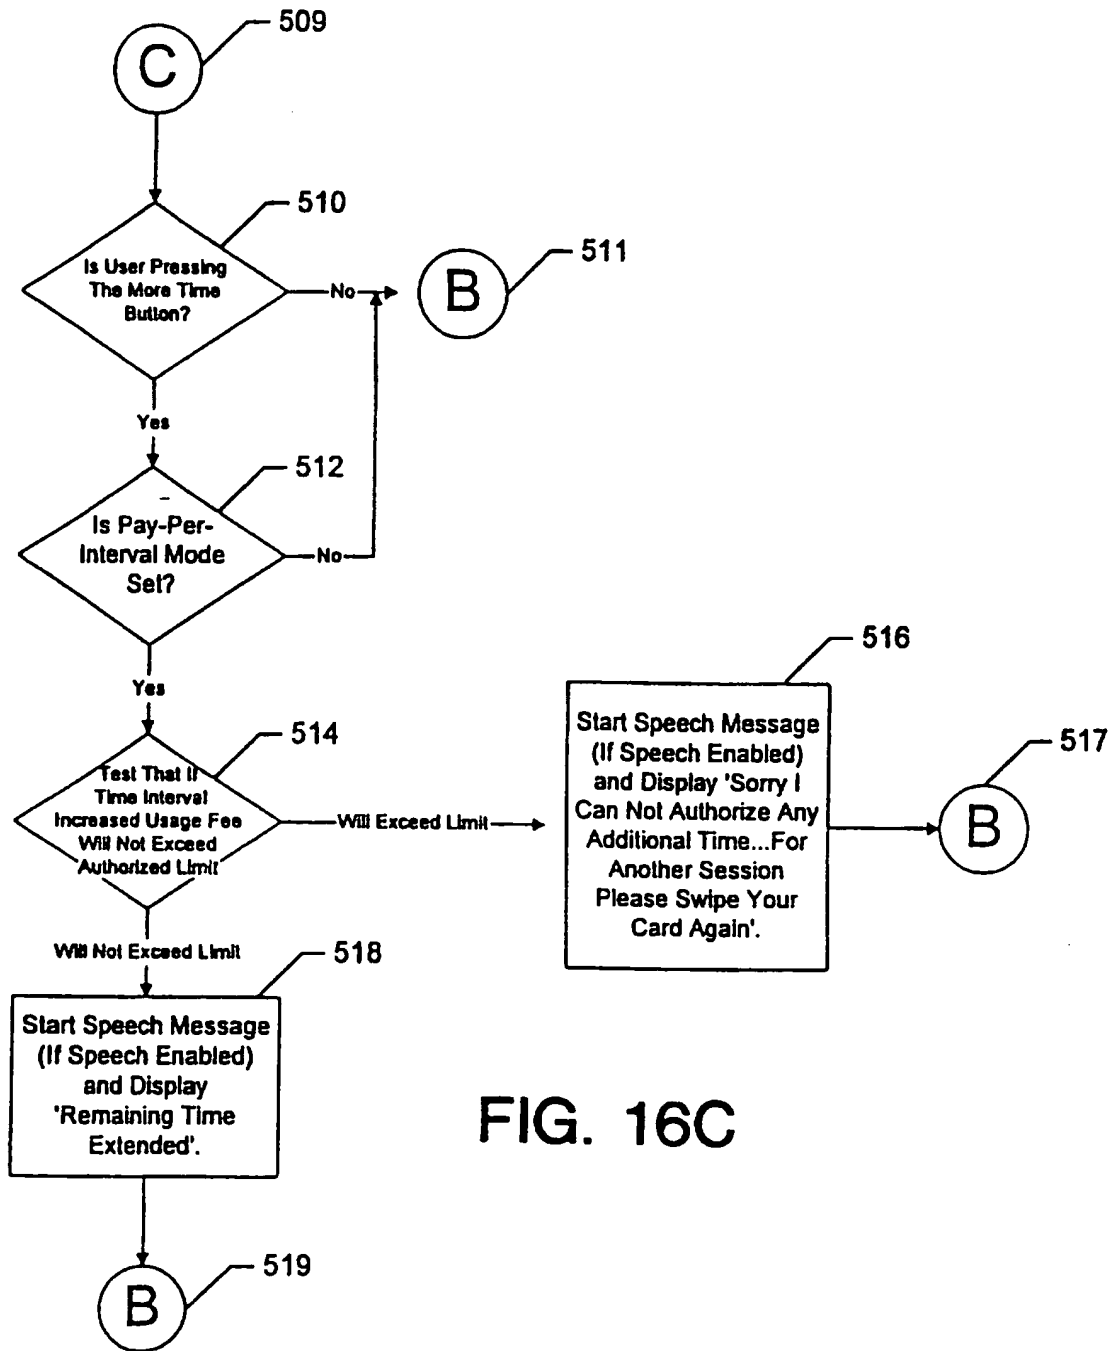 C
509
510
Is User Pressing
The More Time
Button?
No
B
511
Yes
512
Is Pay-Per-
Interval Mode
Set?
No
Yes
514
Test That If
Time Interval
Increased Usage Fee
Will Not Exceed
Authorized Limit
Will Exceed Limit
516
Start Speech Message
(If Speech Enabled)
and Display 'Sorry I
Can Not Authorize Any
Additional Time...For
Another Session
Please Swipe Your
Card Again'.
517
B
Will Not Exceed Limit
518
Start Speech Message
(If Speech Enabled)
and Display
'Remaining Time
Extended'.
FIG. 16C
B
519